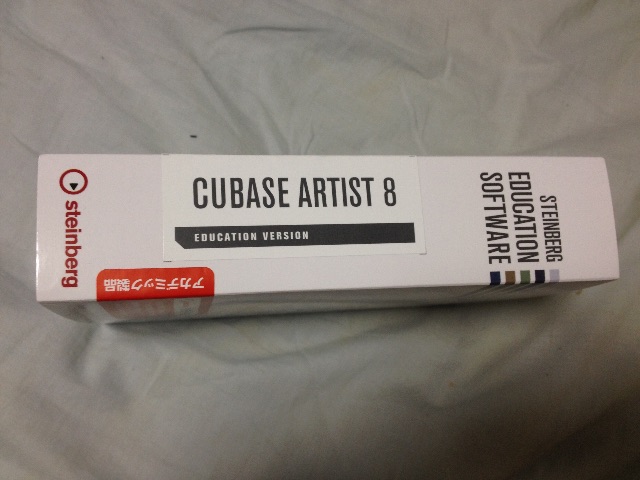 steinberg
CUBASE ARTIST 8
EDUCATION VERSION
アカデミック製品
STEINBERG
EDUCATION
SOFTWARE